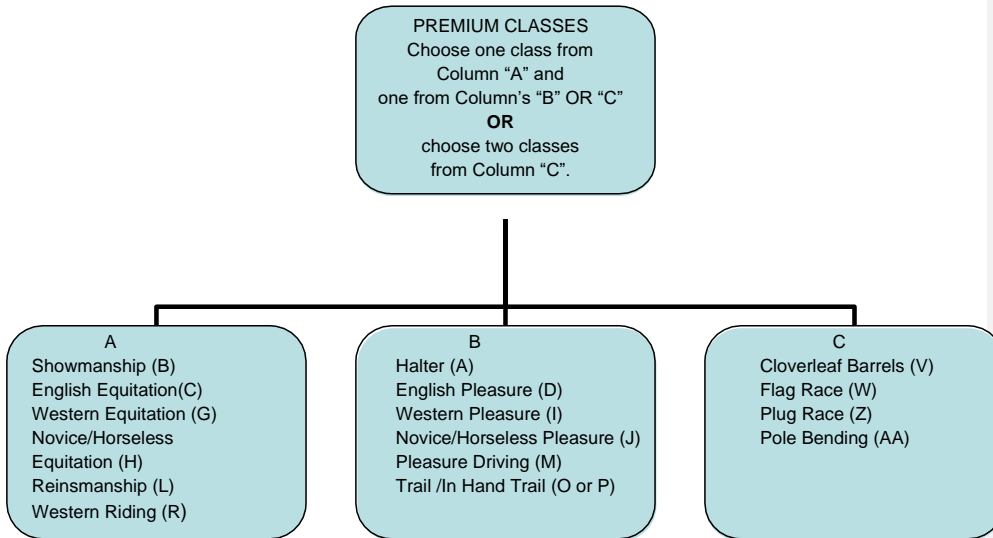 PREMIUM CLASSES
Choose one class from
Column “A” and
one from Column’s “B” OR “C”
OR
choose two classes
from Column “C”.
A
Showmanship (B)
English Equitation(C)
Western Equitation (G)
Novice/Horseless
Equitation (H)
Reinsmanship (L)
Western Riding (R)
B
Halter (A)
English Pleasure (D)
Western Pleasure (I)
Novice/Horseless Pleasure (J)
Pleasure Driving (M)
Trail /In Hand Trail (O or P)
C
Cloverleaf Barrels (V)
Flag Race (W)
Plug Race (Z)
Pole Bending (AA)